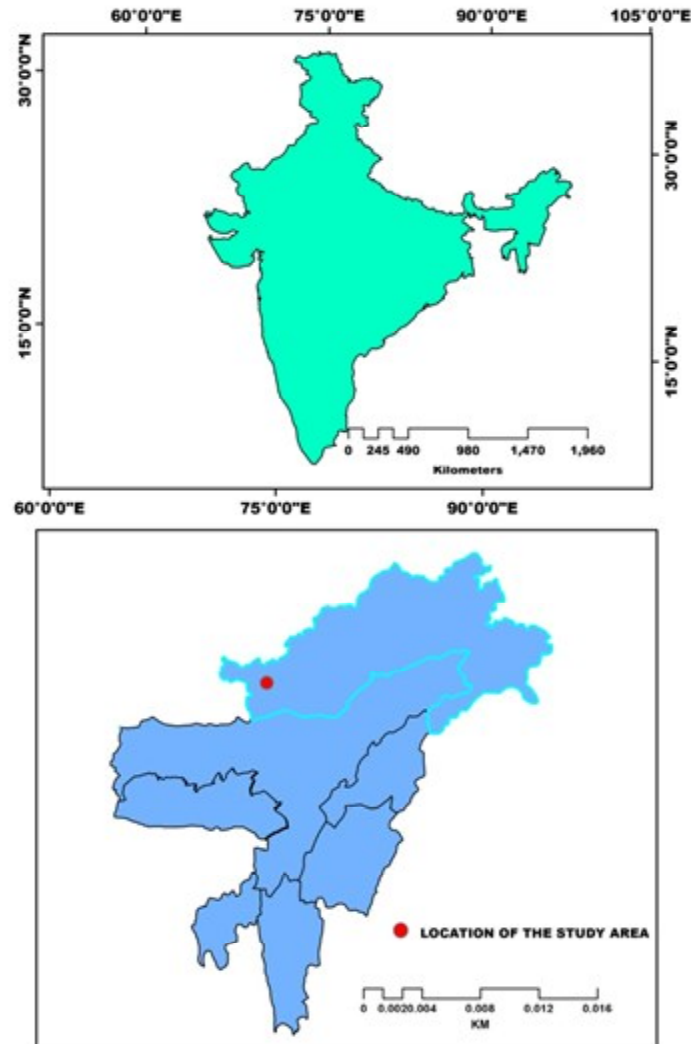 60°0'0"E 75°0'0"E 90°0'0"E 105°0'0"E
30°0'0"N
30°0'0"N
15°0'0"N
15°0'0"N
0 245 490 980 1,470 1,960
Kilometers
60°0'0"E 75°0'0"E 90°0'0"E
LOCATION OF THE STUDY AREA
0 0.0020.004 0.008 0.012 0.016
KM